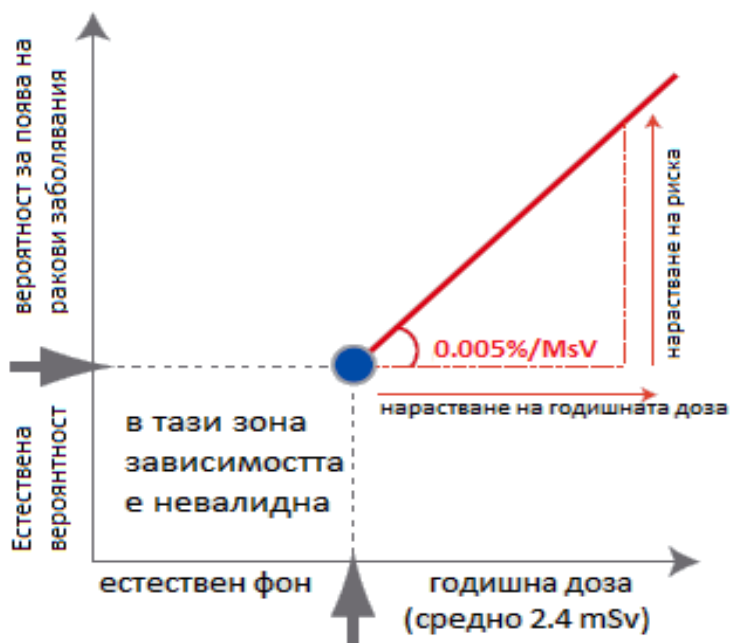 вероятност за поява на
ракови заболявания
Естествена
вероянтност
0.005%/MsV
нарастване на риска
нарастване на годишната доза
в тази зона
зависимостта
е невалидна
естествен фон
годишна доза
(средно 2.4 mSv)